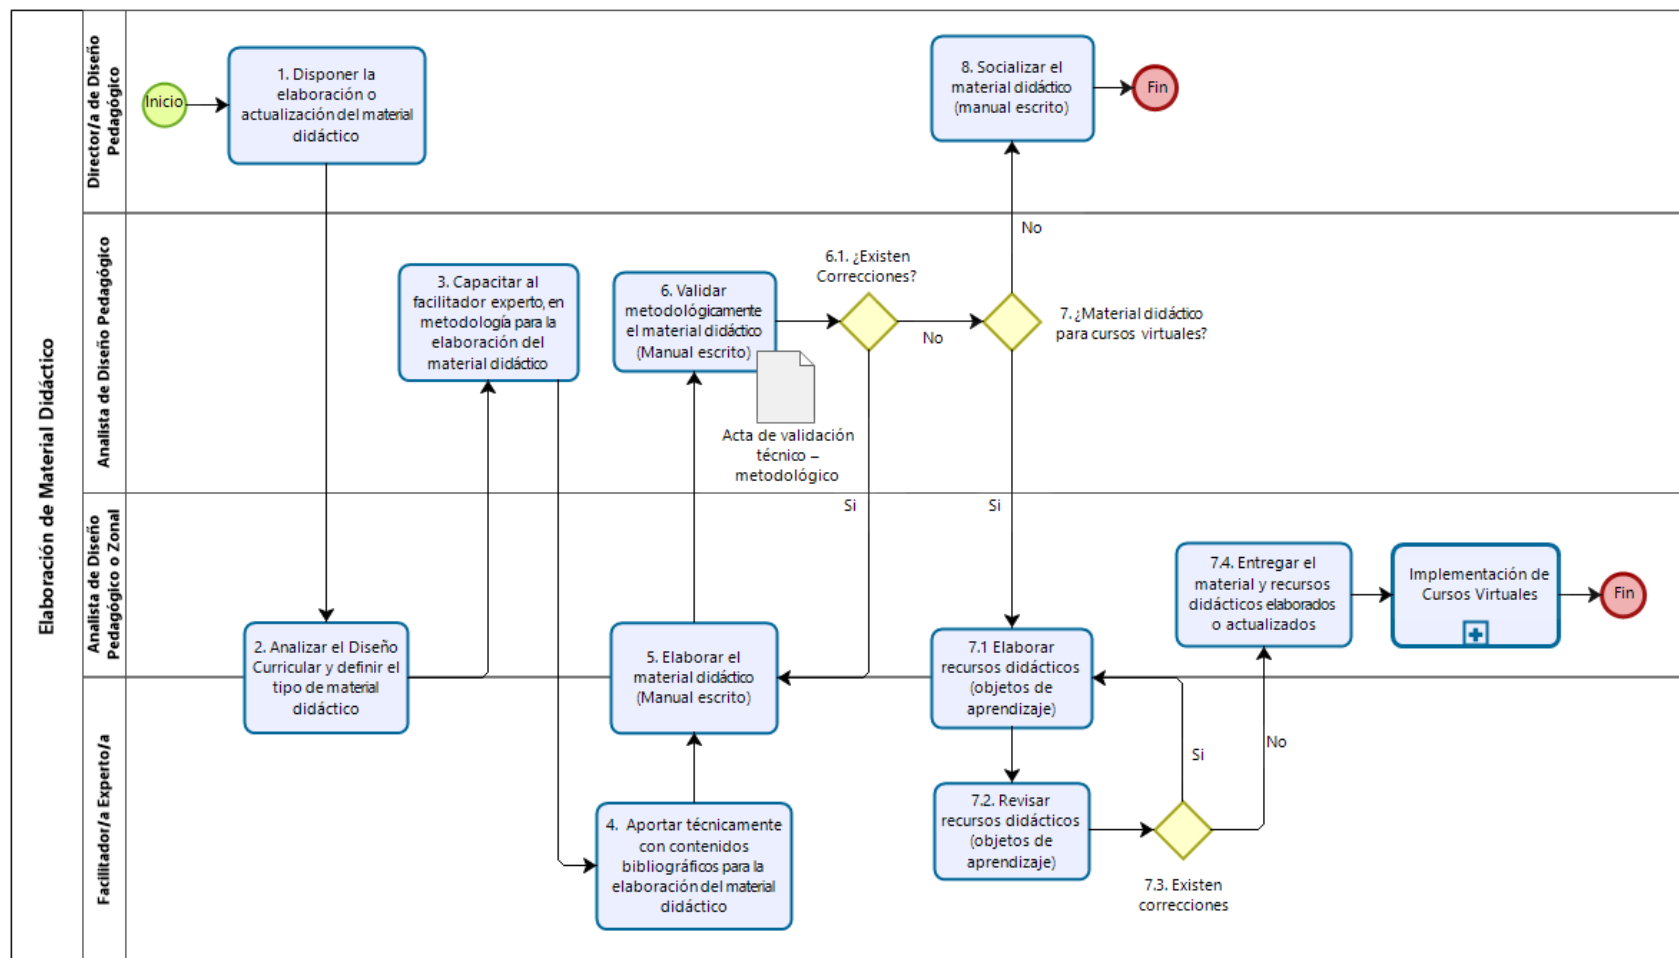 Elaboración de Material Didáctico
Director/a de Diseño
Pedagógico
Inicio
1. Disponer la
elaboración o
actualización del material
didáctico
8. Socializar el
material didáctico
(manual escrito)
Fin
Analista de Diseño Pedagógico
3. Capacitar al
facilitador experto, en
metodología para la
elaboración del
material didáctico
6. Validar
metodológicamente
el material didáctico
(Manual escrito)
Acta de validación
técnico –
metodológico
6.1. ¿Existen
Correcciones?
No
Si
7. ¿Material didáctico
para cursos virtuales?
No
Si
Analista de Diseño
Pedagógico o Zonal
2. Analizar el Diseño
Curricular y definir el
tipo de material
didáctico
5. Elaborar el
material didáctico
(Manual escrito)
7.1 Elaborar
recursos didácticos
(objetos de
aprendizaje)
7.4. Entregar el
material y recursos
didácticos elaborados
o actualizados
Implementación de
Cursos Virtuales
Fin
Facilitador/a Experto/a
4. Aportar técnicamente
con contenidos
bibliográficos para la
elaboración del material
didáctico
7.2. Revisar
recursos didácticos
(objetos de
aprendizaje)
Si
No
7.3. Existen
correcciones